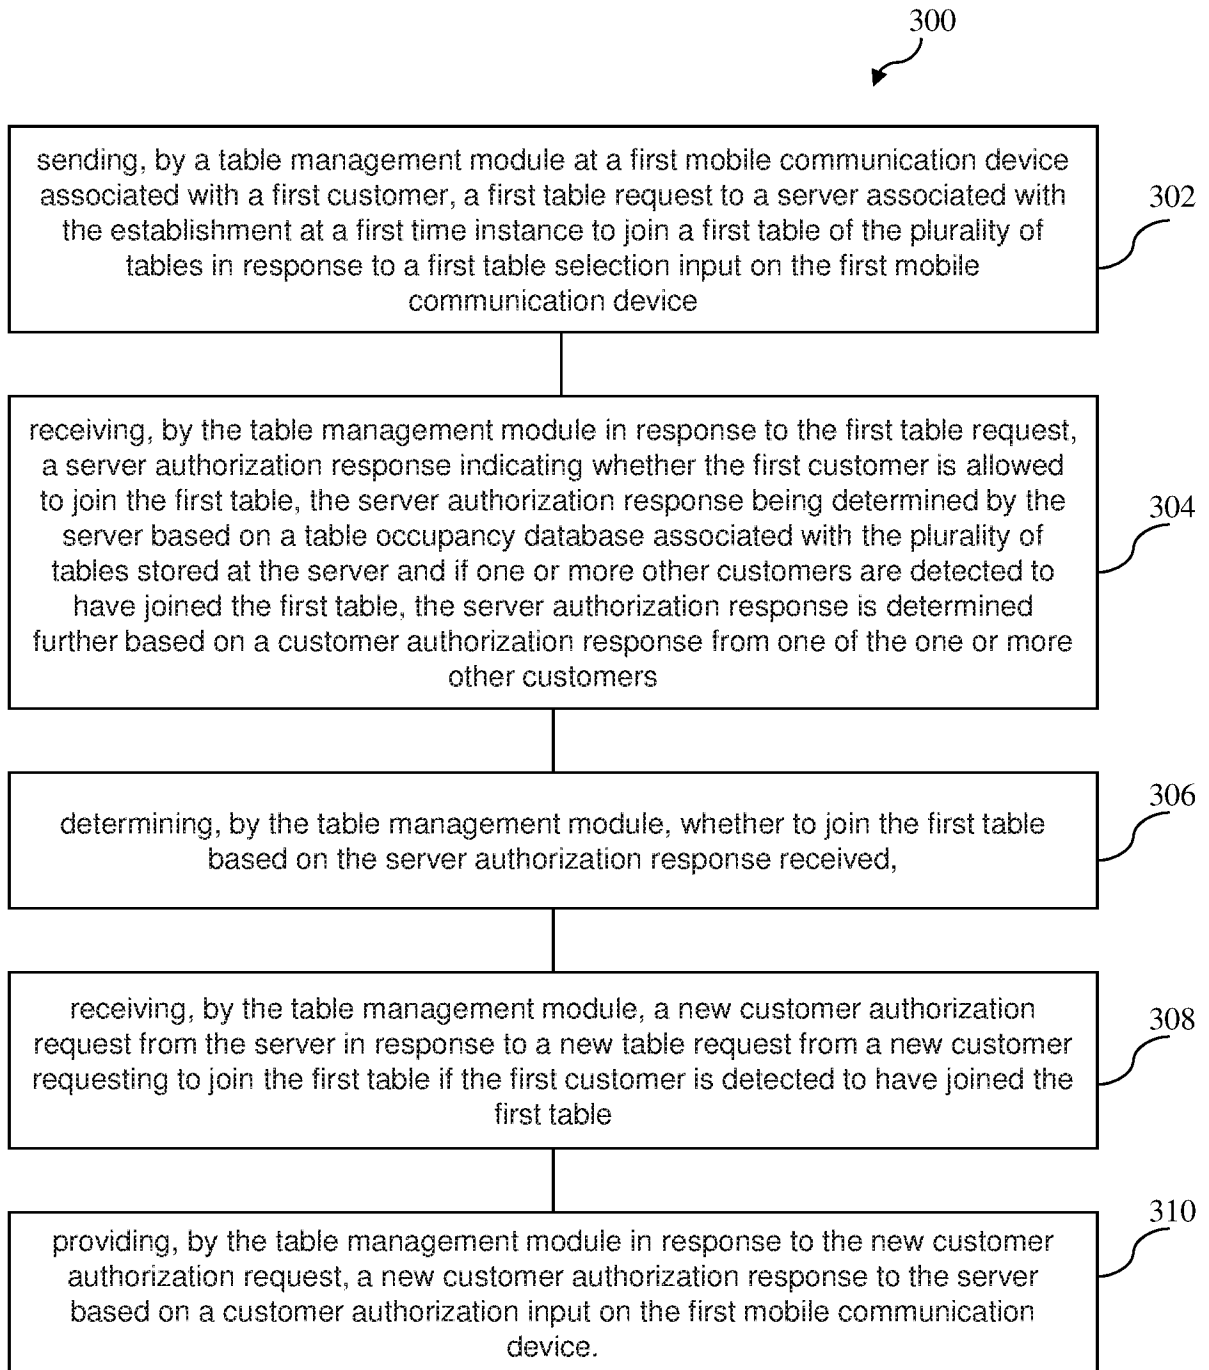 300
sending, by a table management module at a first mobile communication device
associated with a first customer, a first table request to a server associated with
the establishment at a first time instance to join a first table of the plurality of
tables in response to a first table selection input on the first mobile
communication device
302
receiving, by the table management module in response to the first table request,
a server authorization response indicating whether the first customer is allowed
to join the first table, the server authorization response being determined by the
server based on a table occupancy database associated with the plurality of
tables stored at the server and if one or more other customers are detected to
have joined the first table, the server authorization response is determined
further based on a customer authorization response from one of the one or more
other customers
304
determining, by the table management module, whether to join the first table
based on the server authorization response received,
306
receiving, by the table management module, a new customer authorization
request from the server in response to a new table request from a new customer
requesting to join the first table if the first customer is detected to have joined the
first table
308
providing, by the table management module in response to the new customer
authorization request, a new customer authorization response to the server
based on a customer authorization input on the first mobile communication
device.
310